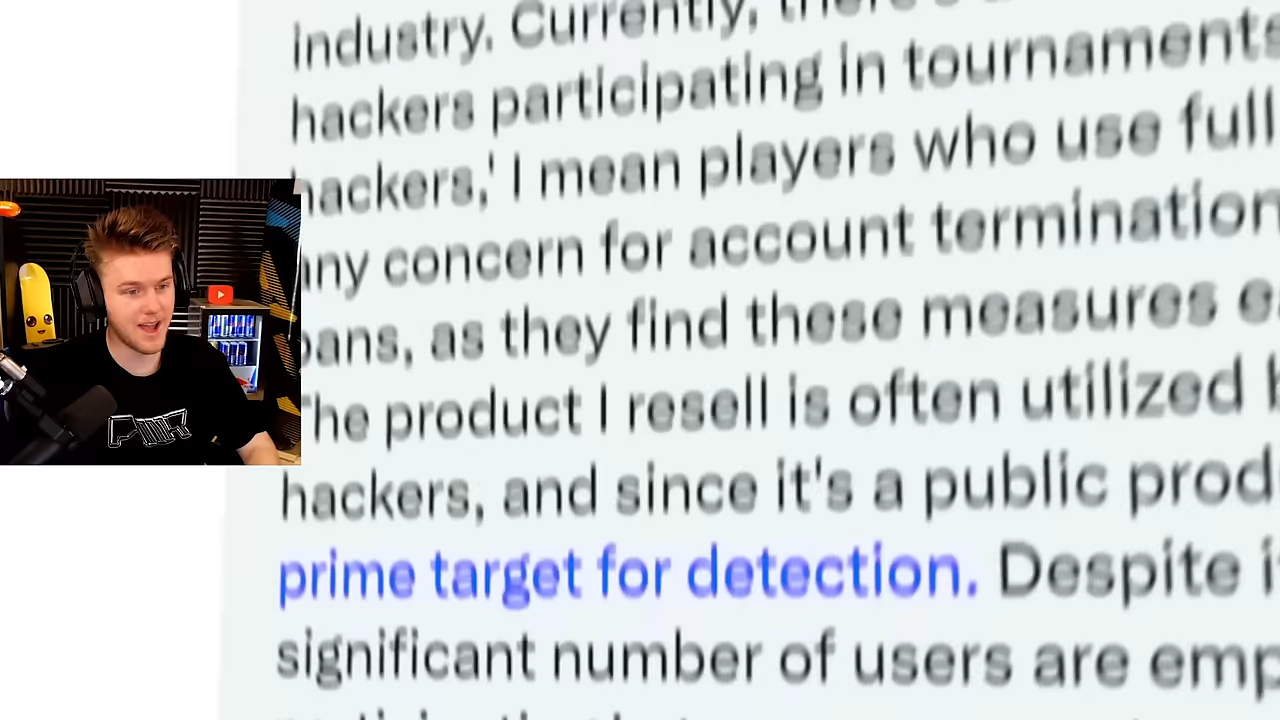 industry. Currently, there's
hackers participating in tournaments
hackers,' I mean players who use full
any concern for account termination
bans, as they find these measures
The product I resell is often utilized
hackers, and since it's a public
prime target for detection. Despite
significant number of users are